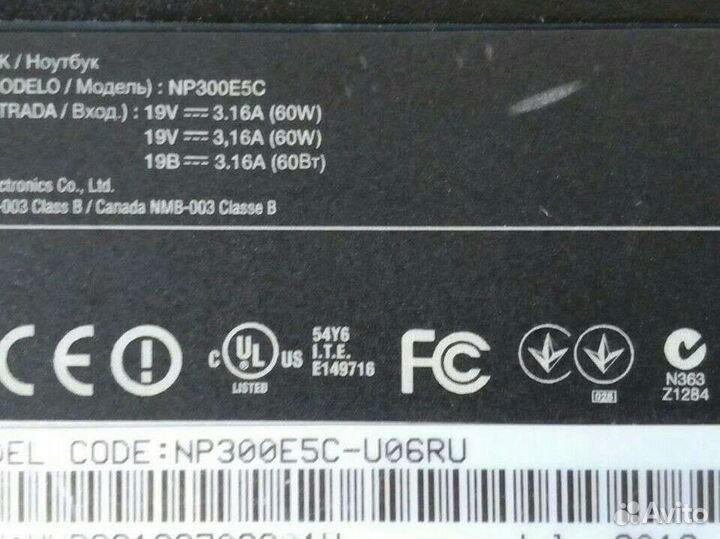 K / Ноутбук
ODELO / Модель) : NP300E5C
TRADA / Вход.) : 19V ⎓ 3.16A (60W)
19V ⎓ 3,16A (60W)
19В ⎓ 3.16A (60Вт)
ctronics Co., Ltd.
-003 Class B / Canada NMB-003 Classe B
CE
C UL US
LISTED
54Y6
I.T.E.
E149716
FC
028
N363
Z1284
DEL CODE:NP300E5C-U06RU
Avito